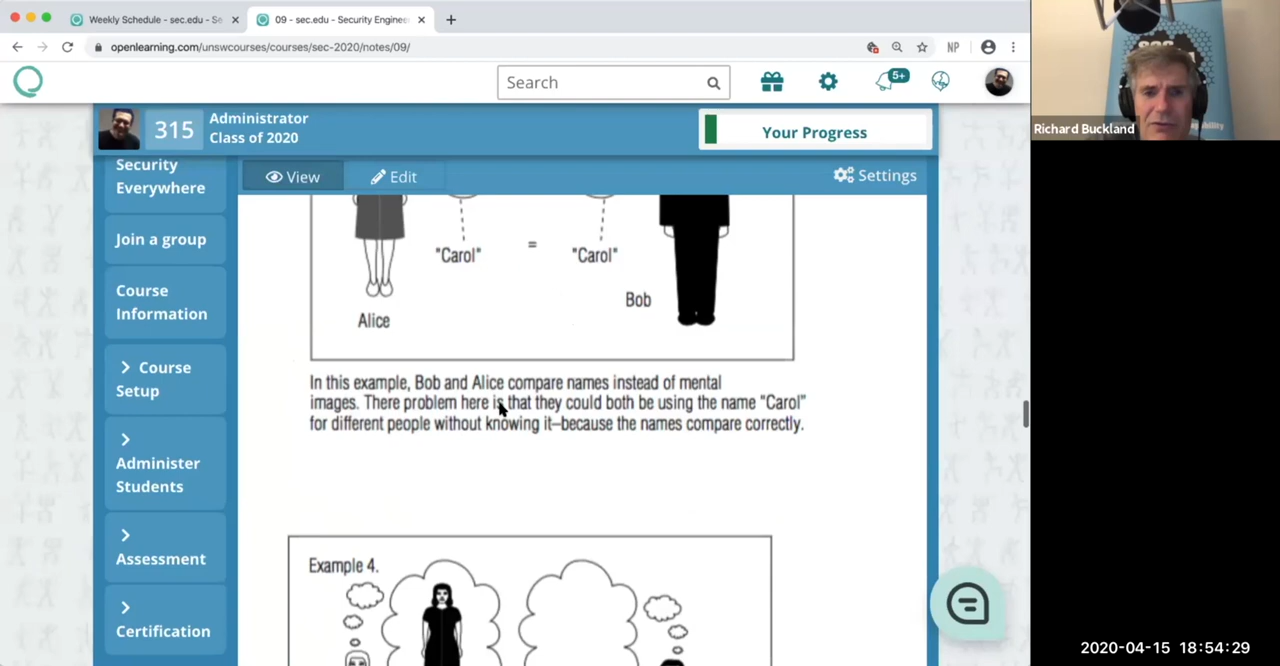 Weekly Schedule - sec.edu - Se
09 - sec.edu - Security Enginee
openlearning.com/unswcourses/courses/sec-2020/notes/09/
NP
Search
5+
315
Administrator
Class of 2020
Your Progress
View
Edit
Settings
Security
Everywhere
Join a group
Course
Information
Course
Setup
Administer
Students
Assessment
Certification
"Carol"
=
"Carol"
Bob
Alice
In this example, Bob and Alice compare names instead of mental
images. There problem here is that they could both be using the name "Carol"
for different people without knowing it–because the names compare correctly.
Example 4.
Richard Buckland
2020-04-15 18:54:29